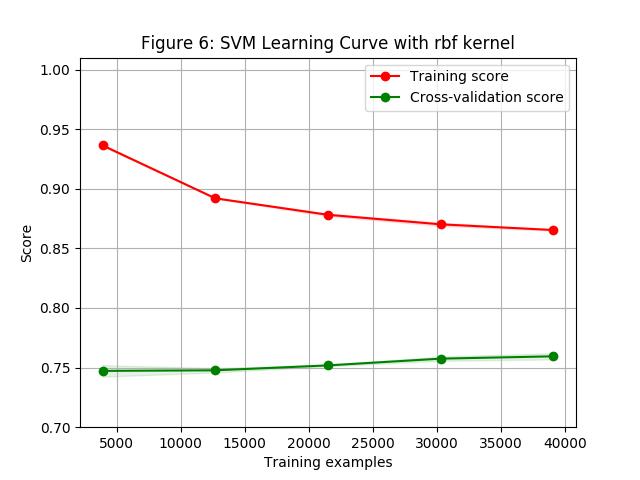 Figure 6: SVM Learning Curve with rbf kernel
Training score
Cross-validation score
1.00
0.95
0.90
0.85
0.80
0.75
0.70
Score
5000 10000 15000 20000 25000 30000 35000 40000
Training examples